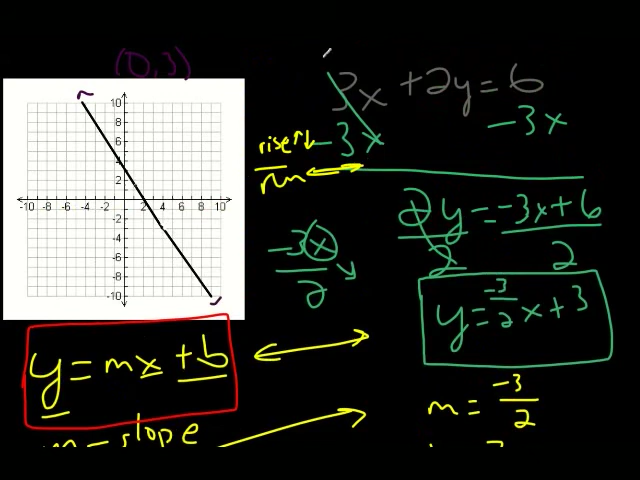 (0,3)
3x + 2y = 6
-3x -3x
rise
run
2y = -3x + 6
2 2
-3x
2
y = -3/2 x + 3
y = mx + b
m = -3/2
m = slope
10
8
6
4
2
-10 -8 -6 -4 -2 2 4 6 8 10
-2
-4
-6
-8
-10